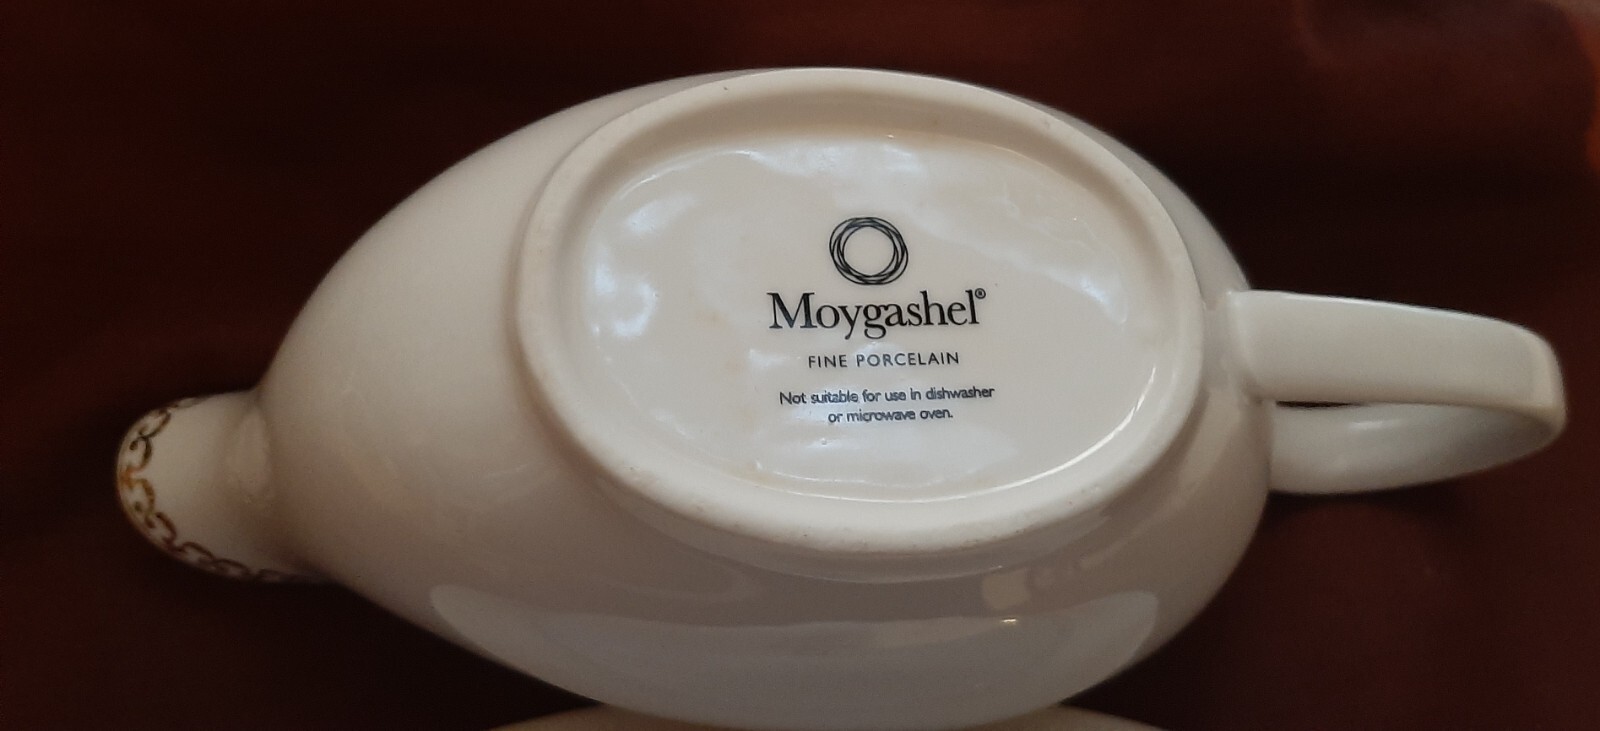 Moygashel®
FINE PORCELAIN
Not suitable for use in dishwasher
or microwave oven.